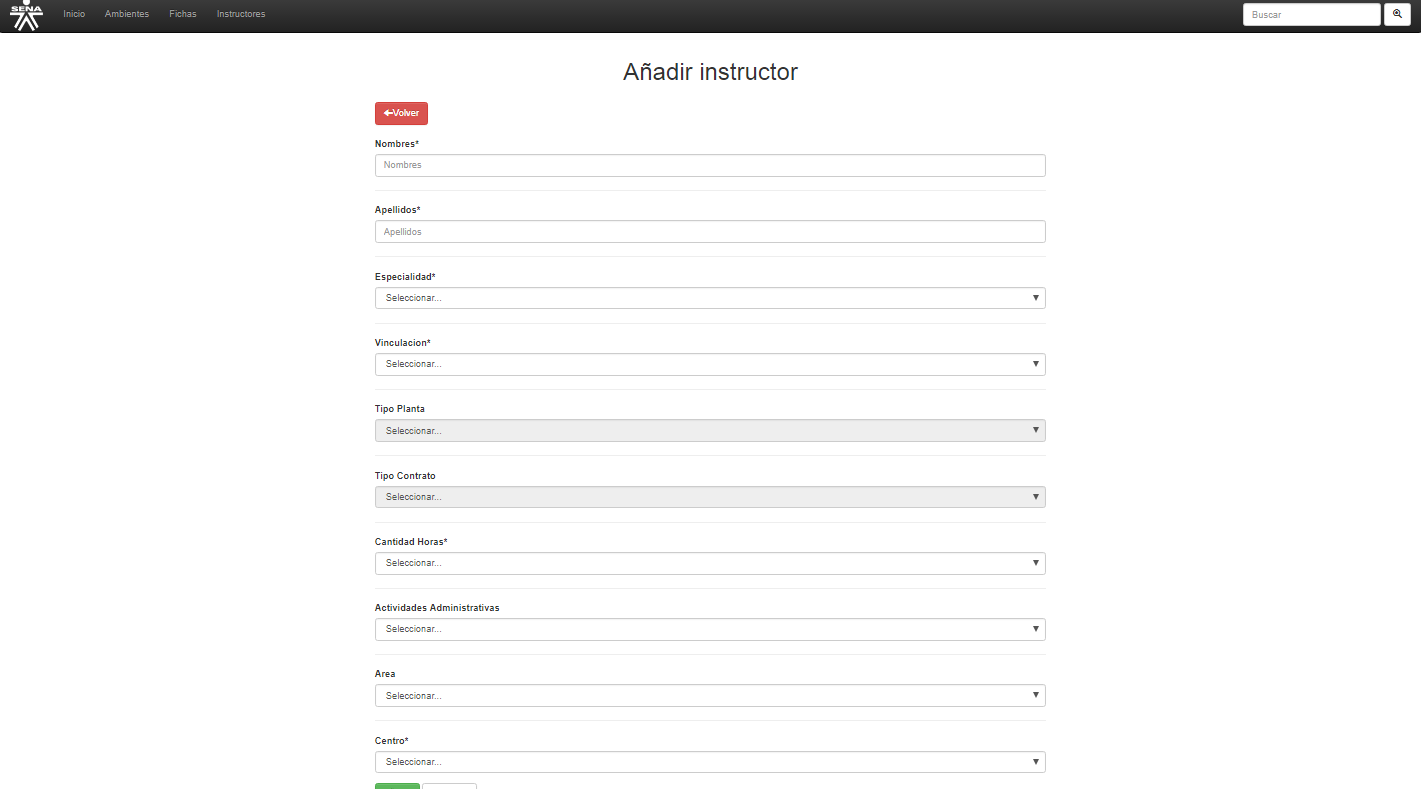 SENA
Inicio Ambientes Fichas Instructores Buscar
Añadir instructor
Volver
Nombres*
Nombres
Apellidos*
Apellidos
Especialidad*
Seleccionar...
Vinculacion*
Seleccionar...
Tipo Planta
Seleccionar...
Tipo Contrato
Seleccionar...
Cantidad Horas*
Seleccionar...
Actividades Administrativas
Seleccionar...
Area
Seleccionar...
Centro*
Seleccionar...